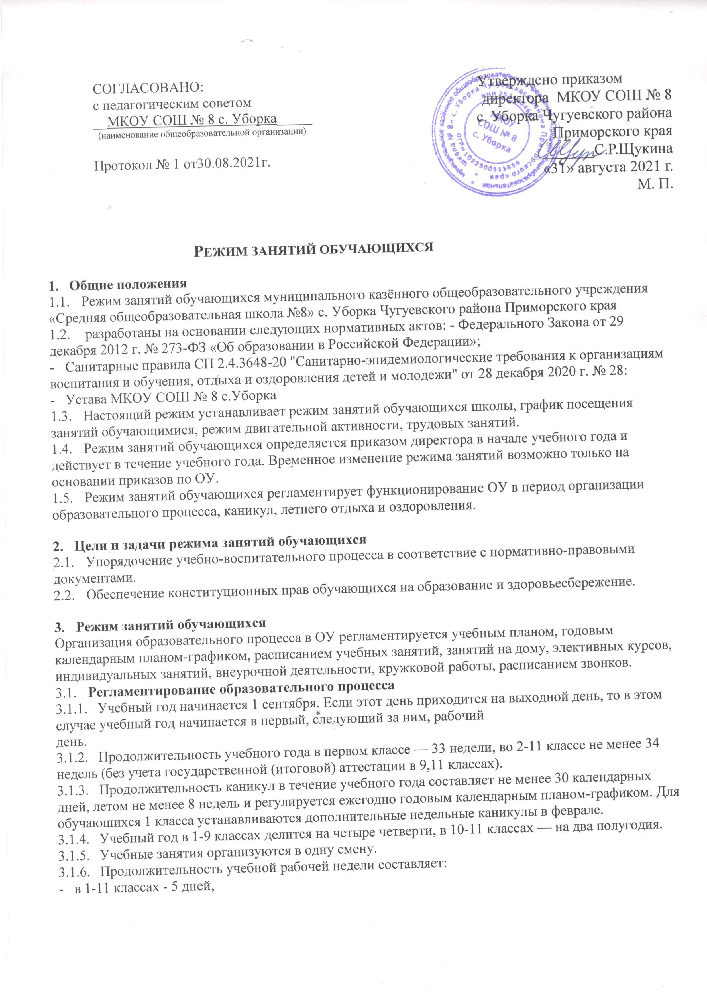 СОГЛАСОВАНО:
с педагогическим советом
__МКОУ СОШ № 8 с. Уборка_____
(наименование общеобразовательной организации)
Протокол № 1 от30.08.2021г.
Утверждено приказом
директора МКОУ СОШ № 8
с. Уборка Чугуевского района
Приморского края
________С.Р.Щукина
«31» августа 2021 г.
М. П.
МКОУ
СОШ № 8
с. Уборка
ОГРН 1022900511659
РЕЖИМ ЗАНЯТИЙ ОБУЧАЮЩИХСЯ
1. Общие положения
1.1. Режим занятий обучающихся муниципального казённого общеобразовательного учреждения
«Средняя общеобразовательная школа №8» с. Уборка Чугуевского района Приморского края
1.2. разработаны на основании следующих нормативных актов: - Федерального Закона от 29
декабря 2012 г. № 273-ФЗ «Об образовании в Российской Федерации»;
- Санитарные правила СП 2.4.3648-20 "Санитарно-эпидемиологические требования к организациям
воспитания и обучения, отдыха и оздоровления детей и молодежи" от 28 декабря 2020 г. № 28:
- Устава МКОУ СОШ № 8 с.Уборка
1.3. Настоящий режим устанавливает режим занятий обучающихся школы, график посещения
занятий обучающимися, режим двигательной активности, трудовых занятий.
1.4. Режим занятий обучающихся определяется приказом директора в начале учебного года и
действует в течение учебного года. Временное изменение режима занятий возможно только на
основании приказов по ОУ.
1.5. Режим занятий обучающихся регламентирует функционирование ОУ в период организации
образовательного процесса, каникул, летнего отдыха и оздоровления.
2. Цели и задачи режима занятий обучающихся
2.1. Упорядочение учебно-воспитательного процесса в соответствие с нормативно-правовыми
документами.
2.2. Обеспечение конституционных прав обучающихся на образование и здоровьесбережение.
3. Режим занятий обучающихся
Организация образовательного процесса в ОУ регламентируется учебным планом, годовым
календарным планом-графиком, расписанием учебных занятий, занятий на дому, элективных курсов,
индивидуальных занятий, внеурочной деятельности, кружковой работы, расписанием звонков.
3.1. Регламентирование образовательного процесса
3.1.1. Учебный год начинается 1 сентября. Если этот день приходится на выходной день, то в этом
случае учебный год начинается в первый, следующий за ним, рабочий
день.
3.1.2. Продолжительность учебного года в первом классе — 33 недели, во 2-11 классе не менее 34
недель (без учета государственной (итоговой) аттестации в 9,11 классах).
3.1.3. Продолжительность каникул в течение учебного года составляет не менее 30 календарных
дней, летом не менее 8 недель и регулируется ежегодно годовым календарным планом-графиком. Для
обучающихся 1 класса устанавливаются дополнительные недельные каникулы в феврале.
3.1.4. Учебный год в 1-9 классах делится на четыре четверти, в 10-11 классах — на два полугодия.
3.1.5. Учебные занятия организуются в одну смену.
3.1.6. Продолжительность учебной рабочей недели составляет:
- в 1-11 классах - 5 дней,